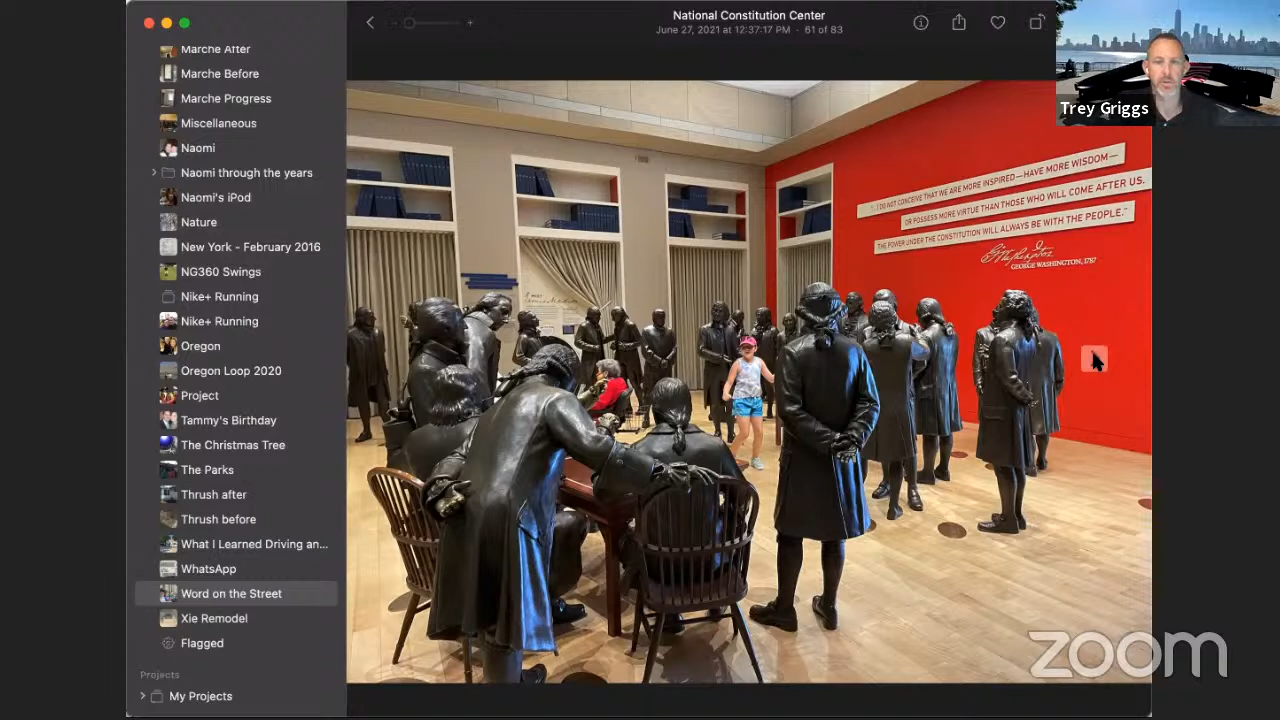 Marche After
Marche Before
Marche Progress
Miscellaneous
Naomi
Naomi through the years
Naomi's iPod
Nature
New York - February 2016
NG360 Swings
Nike+ Running
Nike+ Running
Oregon
Oregon Loop 2020
Project
Tammy's Birthday
The Christmas Tree
The Parks
Thrush after
Thrush before
What I Learned Driving an...
WhatsApp
Word on the Street
Xie Remodel
Flagged
Projects
My Projects
National Constitution Center
June 27, 2021 at 12:37:17 PM · 61 of 83
"...I DO NOT CONCEIVE THAT WE ARE MORE INSPIRED—HAVE MORE WISDOM—
OR POSSESS MORE VIRTUE THAN THOSE WHO WILL COME AFTER US.
THE POWER UNDER THE CONSTITUTION WILL ALWAYS BE WITH THE PEOPLE."
GEORGE WASHINGTON, 1787
Trey Griggs
zoom